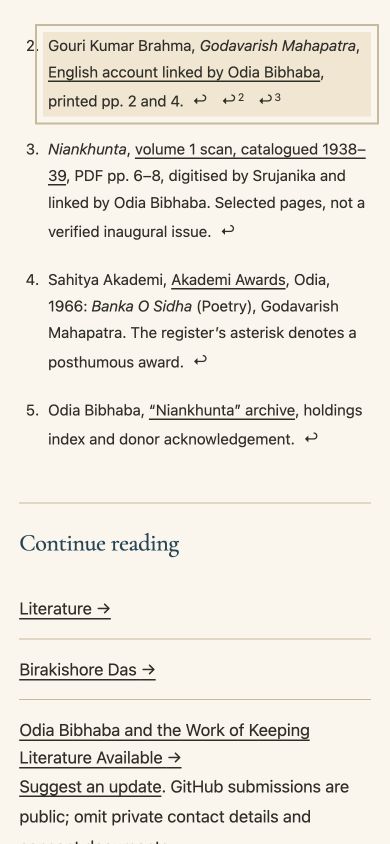 2. Gouri Kumar Brahma, Godavarish Mahapatra,
English account linked by Odia Bibhaba,
printed pp. 2 and 4. ↩ ↩2 ↩3
3. Niankhunta, volume 1 scan, catalogued 1938–
39, PDF pp. 6–8, digitised by Srujanika and
linked by Odia Bibhaba. Selected pages, not a
verified inaugural issue. ↩
4. Sahitya Akademi, Akademi Awards, Odia,
1966: Banka O Sidha (Poetry), Godavarish
Mahapatra. The register’s asterisk denotes a
posthumous award. ↩
5. Odia Bibhaba, “Niankhunta” archive, holdings
index and donor acknowledgement. ↩
Continue reading
Literature →
Birakishore Das →
Odia Bibhaba and the Work of Keeping
Literature Available →
Suggest an update. GitHub submissions are
public; omit private contact details and